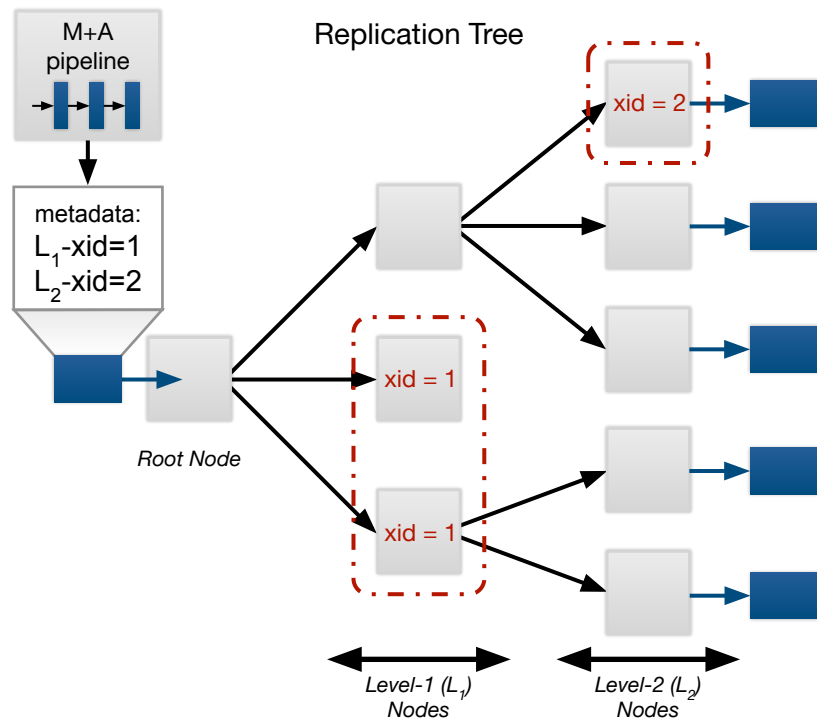 M+A
pipeline
Replication Tree
xid = 2
metadata:
L₁-xid=1
L₂-xid=2
xid = 1
Root Node
xid = 1
Level-1 (L₁)
Nodes
Level-2 (L₂)
Nodes